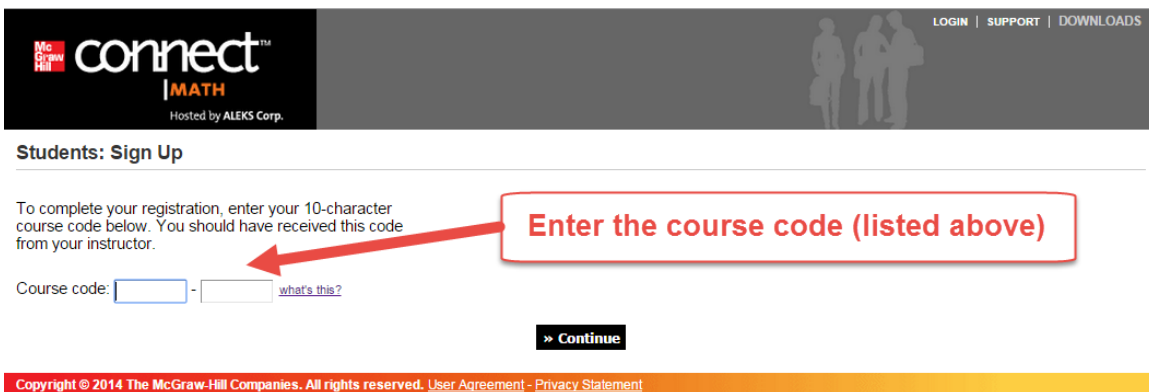 LOGIN | SUPPORT | DOWNLOADS
Mc Graw Hill connect™
|MATH
Hosted by ALEKS Corp.
Students: Sign Up
To complete your registration, enter your 10-character
course code below. You should have received this code
from your instructor.
Enter the course code (listed above)
Course code: - what's this?
» Continue
Copyright © 2014 The McGraw-Hill Companies. All rights reserved. User Agreement - Privacy Statement